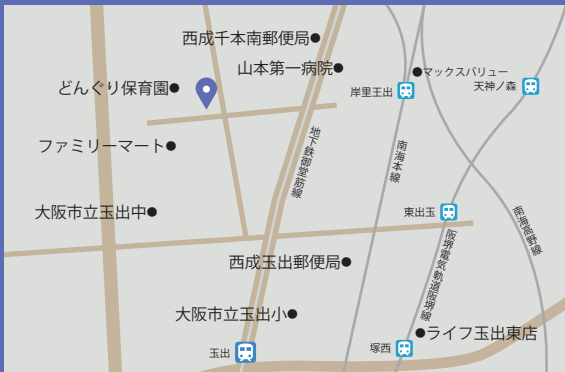 西成千本南郵便局
山本第一病院
マックスバリュー
天神ノ森
どんぐり保育園
岸里王出
ファミリーマート
地下鉄御堂筋線
南海本線
大阪市立玉出中
東出玉
南海高野線
阪堺電気軌道阪堺線
西成玉出郵便局
大阪市立玉出小
ライフ玉出東店
玉出
塚西